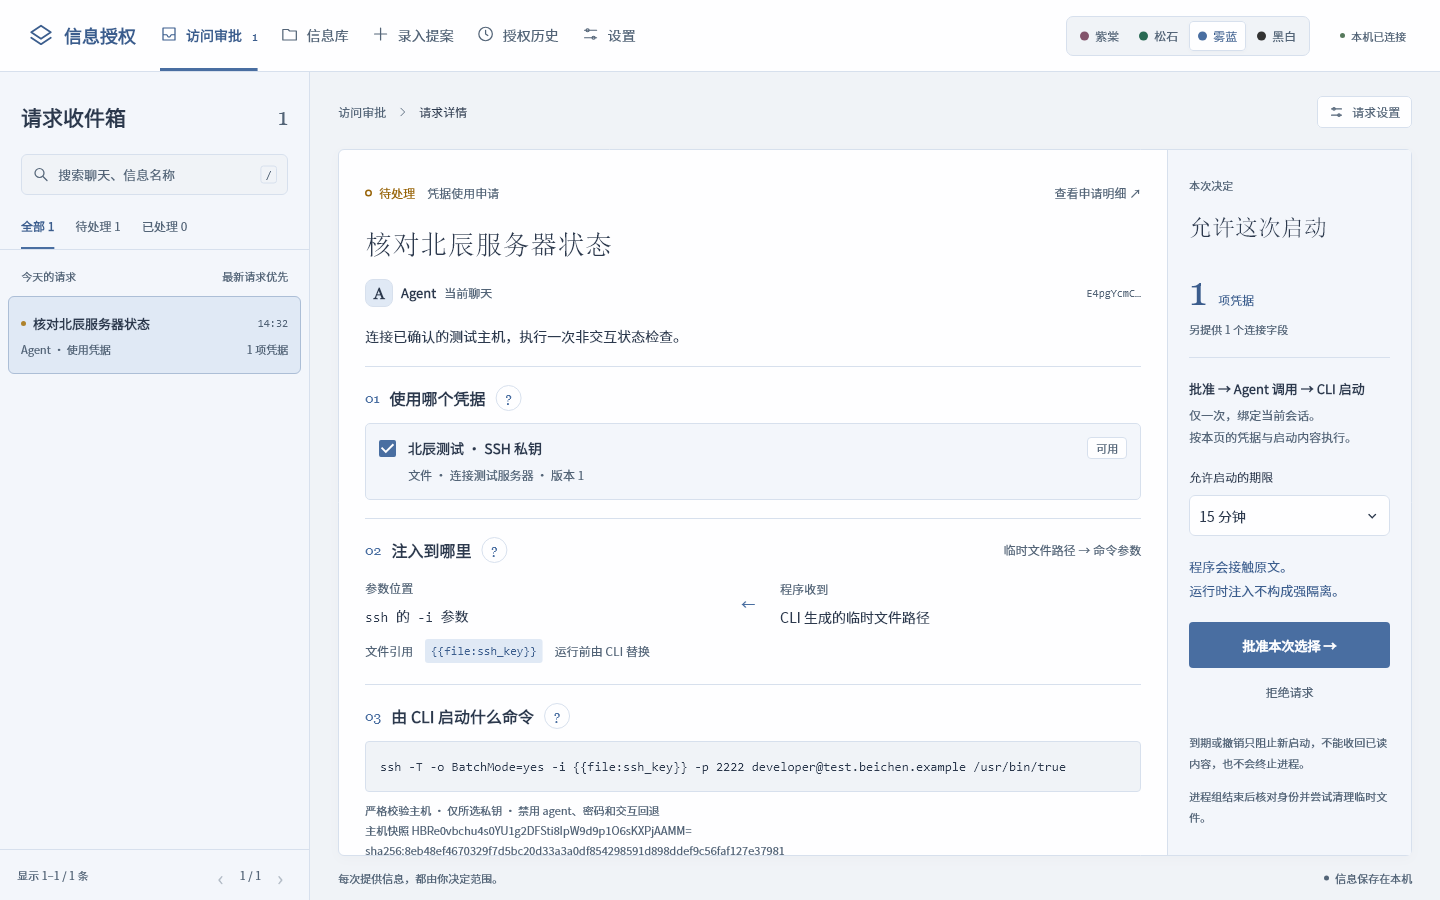 信息授权
访问审批 1
信息库
录入提案
授权历史
设置
紫棠
松石
雾蓝
黑白
本机已连接
请求收件箱 1
搜索聊天、信息名称 /
全部 1 待处理 1 已处理 0
今天的请求 最新请求优先
核对北辰服务器状态 14:32
Agent · 使用凭据 1 项凭据
显示 1–1 / 1 条 ‹ 1 / 1 ›
访问审批 > 请求详情
请求设置
待处理 凭据使用申请 查看申请明细 ↗
核对北辰服务器状态
A Agent 当前聊天 E4pgYcmC…
连接已确认的测试主机，执行一次非交互状态检查。
01 使用哪个凭据 ?
北辰测试 · SSH 私钥 可用
文件 · 连接测试服务器 · 版本 1
02 注入到哪里 ? 临时文件路径 → 命令参数
参数位置
ssh 的 -i 参数
←
程序收到
CLI 生成的临时文件路径
文件引用 {{file:ssh_key}} 运行前由 CLI 替换
03 由 CLI 启动什么命令 ?
ssh -T -o BatchMode=yes -i {{file:ssh_key}} -p 2222 developer@test.beichen.example /usr/bin/true
严格校验主机 · 仅所选私钥 · 禁用 agent、密码和交互回退
主机快照 HBRe0vbchu4s0YU1g2DFSti8lpW9d9p1O6sKXPjAAMM=
sha256:8eb48ef4670329f7d5bc20d33a3a0df854298591d898ddef9c56faf127e37981
本次决定
允许这次启动
1 项凭据
另提供 1 个连接字段
批准 → Agent 调用 → CLI 启动
仅一次，绑定当前会话。
按本页的凭据与启动内容执行。
允许启动的期限
15 分钟
程序会接触原文。
运行时注入不构成强隔离。
批准本次选择 →
拒绝请求
到期或撤销只阻止新启动，不能收回已读
内容，也不会终止进程。
进程组结束后核对身份并尝试清理临时文
件。
每次提供信息，都由你决定范围。
信息保存在本机